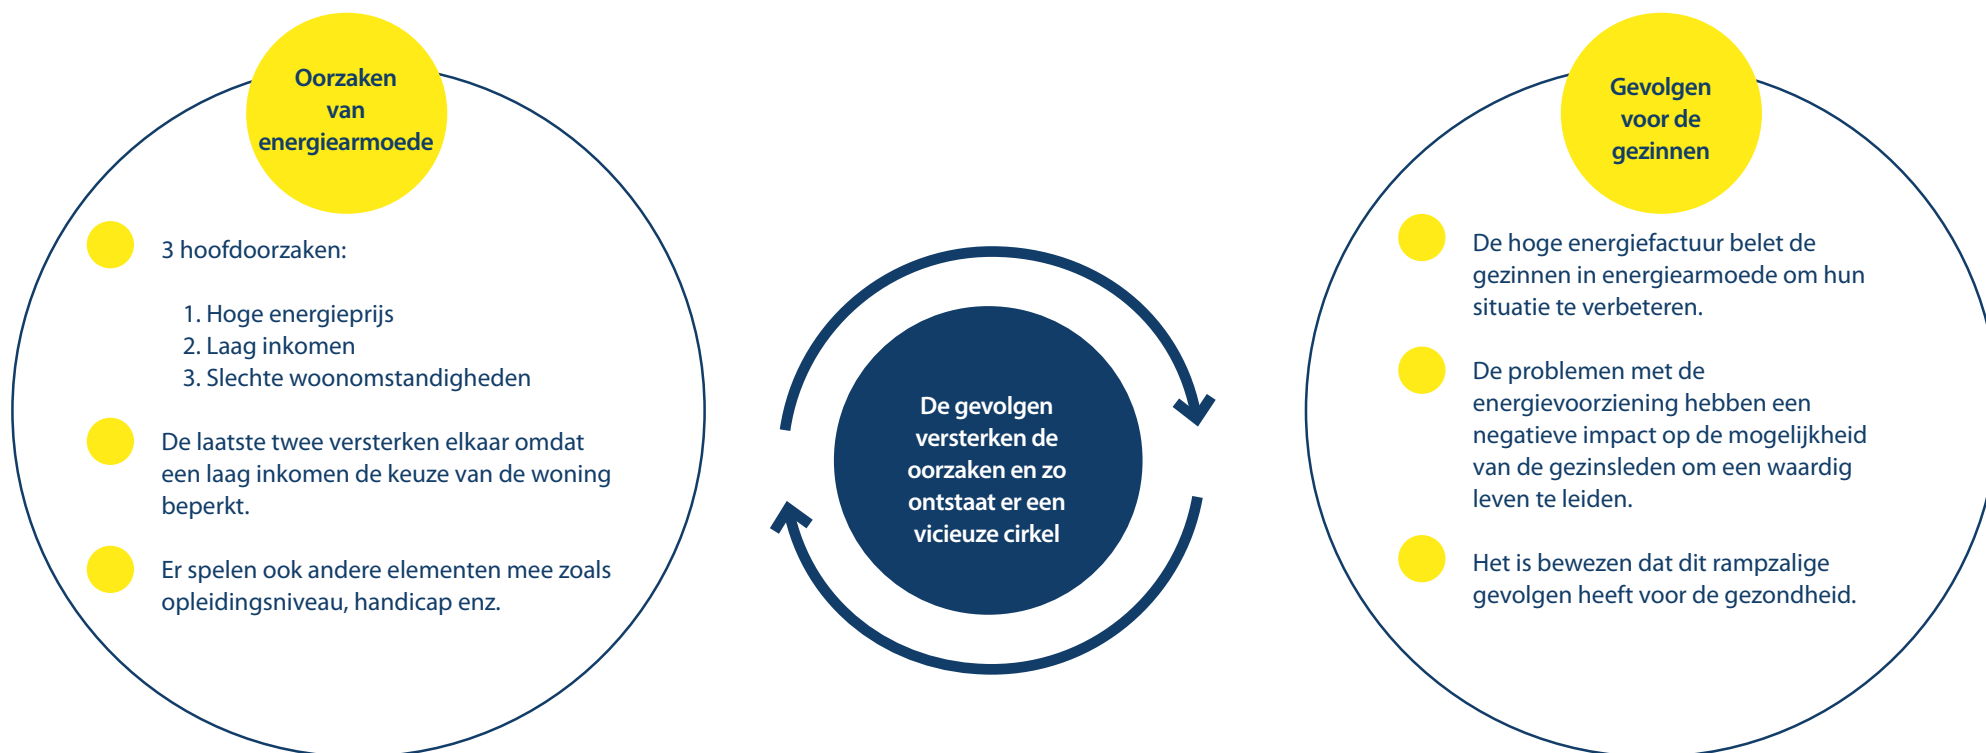 Oorzaken
van
energiearmoede
3 hoofdoorzaken:
1. Hoge energieprijs
2. Laag inkomen
3. Slechte woonomstandigheden
De laatste twee versterken elkaar omdat
een laag inkomen de keuze van de woning
beperkt.
Er spelen ook andere elementen mee zoals
opleidingsniveau, handicap enz.
De gevolgen
versterken de
oorzaken en zo
ontstaat er een
vicieuze cirkel
Gevolgen
voor de
gezinnen
De hoge energiefactuur belet de
gezinnen in energiearmoede om hun
situatie te verbeteren.
De problemen met de
energievoorziening hebben een
negatieve impact op de mogelijkheid
van de gezinsleden om een waardig
leven te leiden.
Het is bewezen dat dit rampzalige
gevolgen heeft voor de gezondheid.